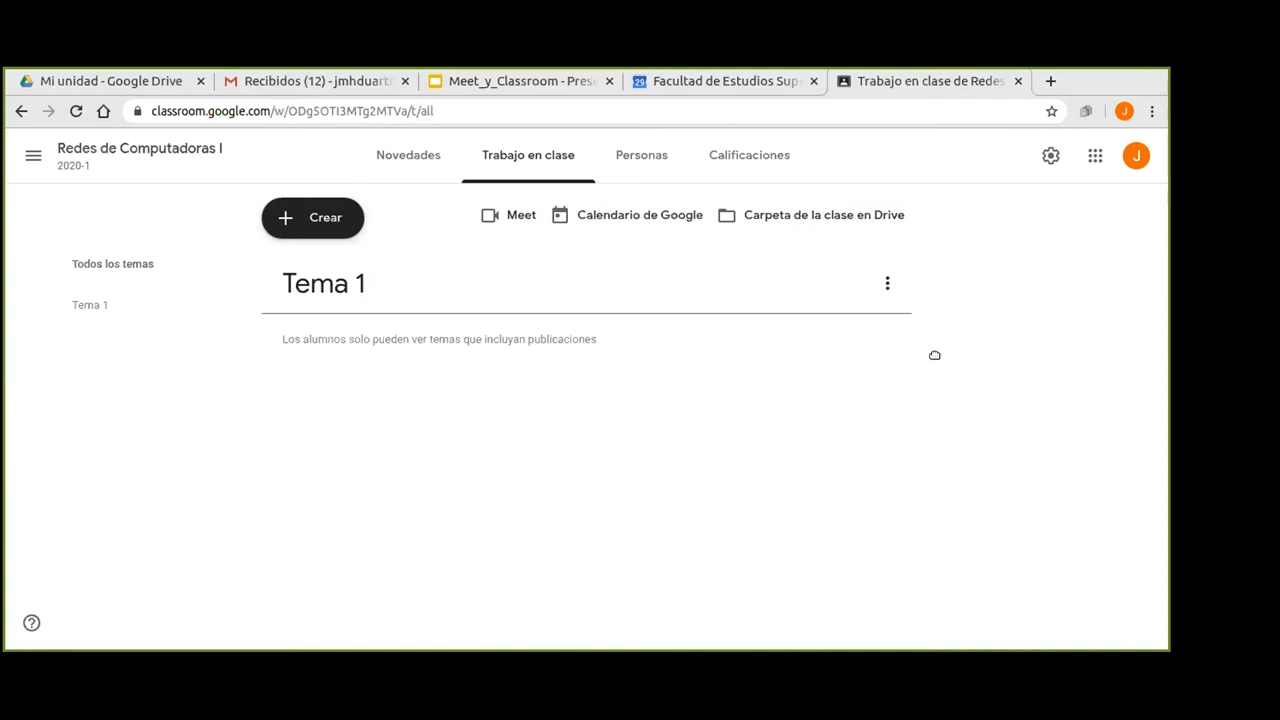 Mi unidad - Google Drive
Recibidos (12) - jmhduart
Meet_y_Classroom - Prese
29 Facultad de Estudios Sup
Trabajo en clase de Redes
classroom.google.com/w/ODg5OTI3MTg2MTVa/t/all
J
Redes de Computadoras I
2020-1
Novedades
Trabajo en clase
Personas
Calificaciones
J
Crear
Meet
Calendario de Google
Carpeta de la clase en Drive
Todos los temas
Tema 1
Tema 1
Los alumnos solo pueden ver temas que incluyan publicaciones